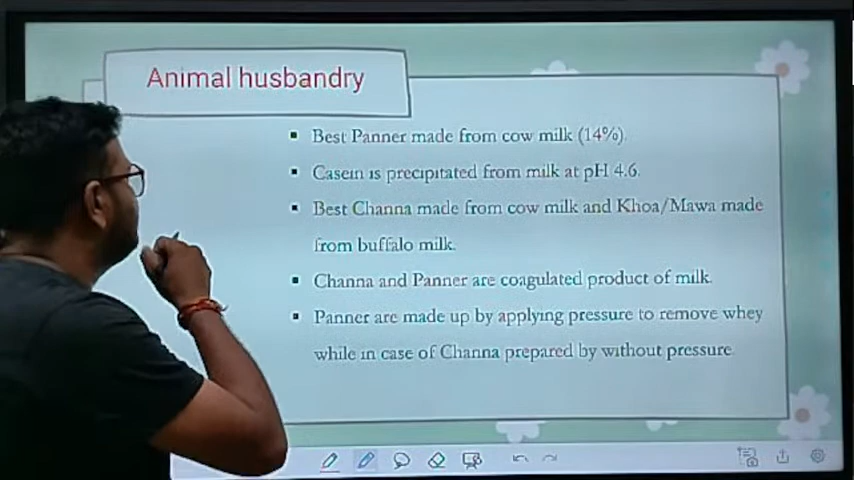 Animal husbandry
▪ Best Panner made from cow milk (14%).
▪ Casein is precipitated from milk at pH 4.6.
▪ Best Channa made from cow milk and Khoa/Mawa made
from buffalo milk.
▪ Channa and Panner are coagulated product of milk.
▪ Panner are made up by applying pressure to remove whey
while in case of Channa prepared by without pressure.